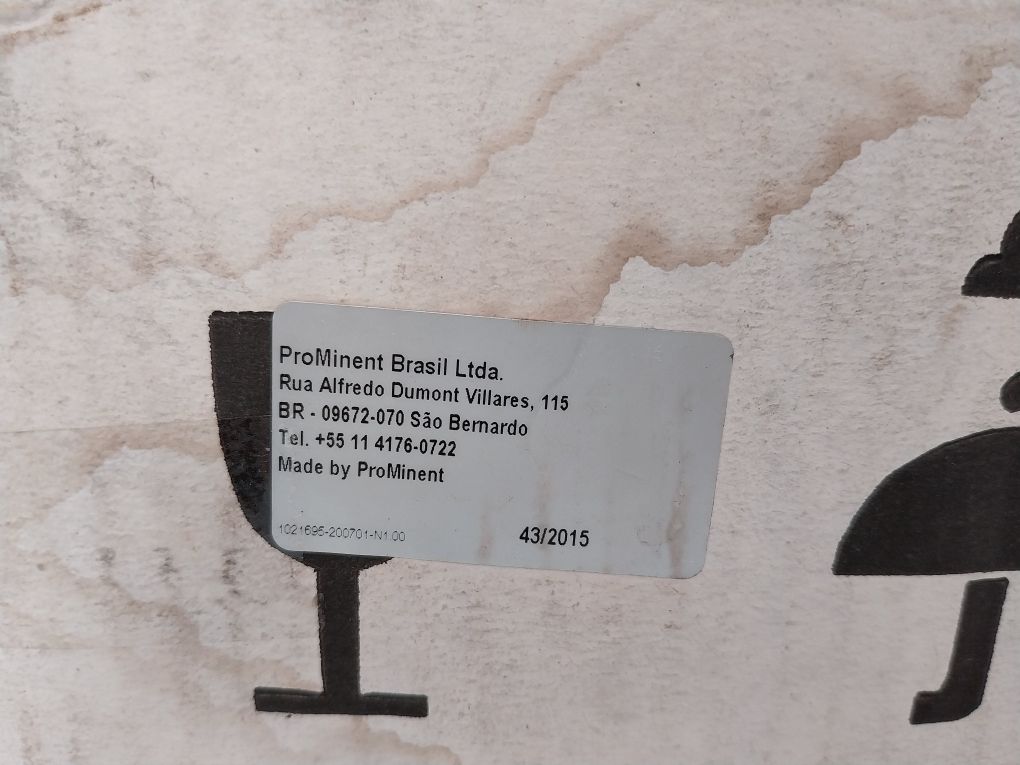 ProMinent Brasil Ltda.
Rua Alfredo Dumont Villares, 115
BR - 09672-070 São Bernardo
Tel. +55 11 4176-0722
Made by ProMinent
1021695-200701-N1.00
43/2015